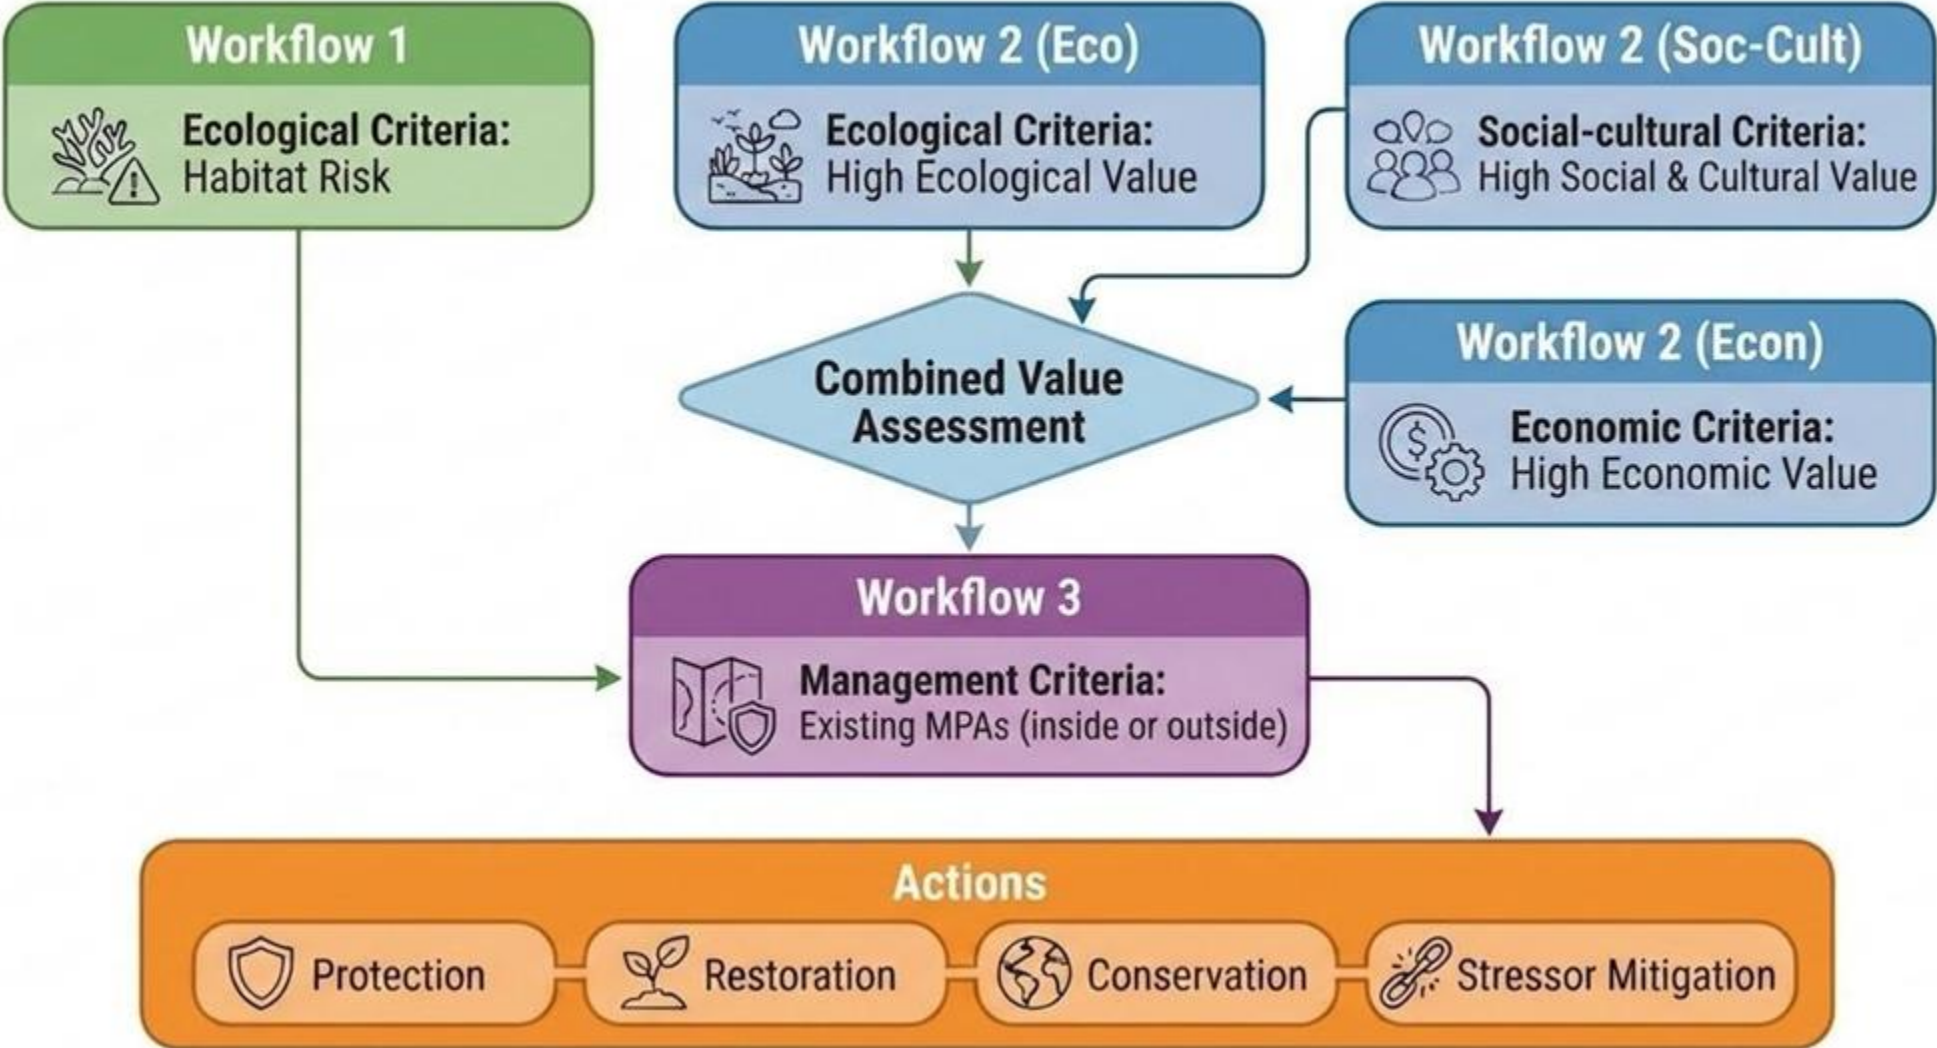 Workflow 1
Ecological Criteria:
Habitat Risk
Workflow 2 (Eco)
Ecological Criteria:
High Ecological Value
Workflow 2 (Soc-Cult)
Social-cultural Criteria:
High Social & Cultural Value
Combined Value
Assessment
Workflow 2 (Econ)
Economic Criteria:
High Economic Value
Workflow 3
Management Criteria:
Existing MPAs (inside or outside)
Actions
Protection
Restoration
Conservation
Stressor Mitigation